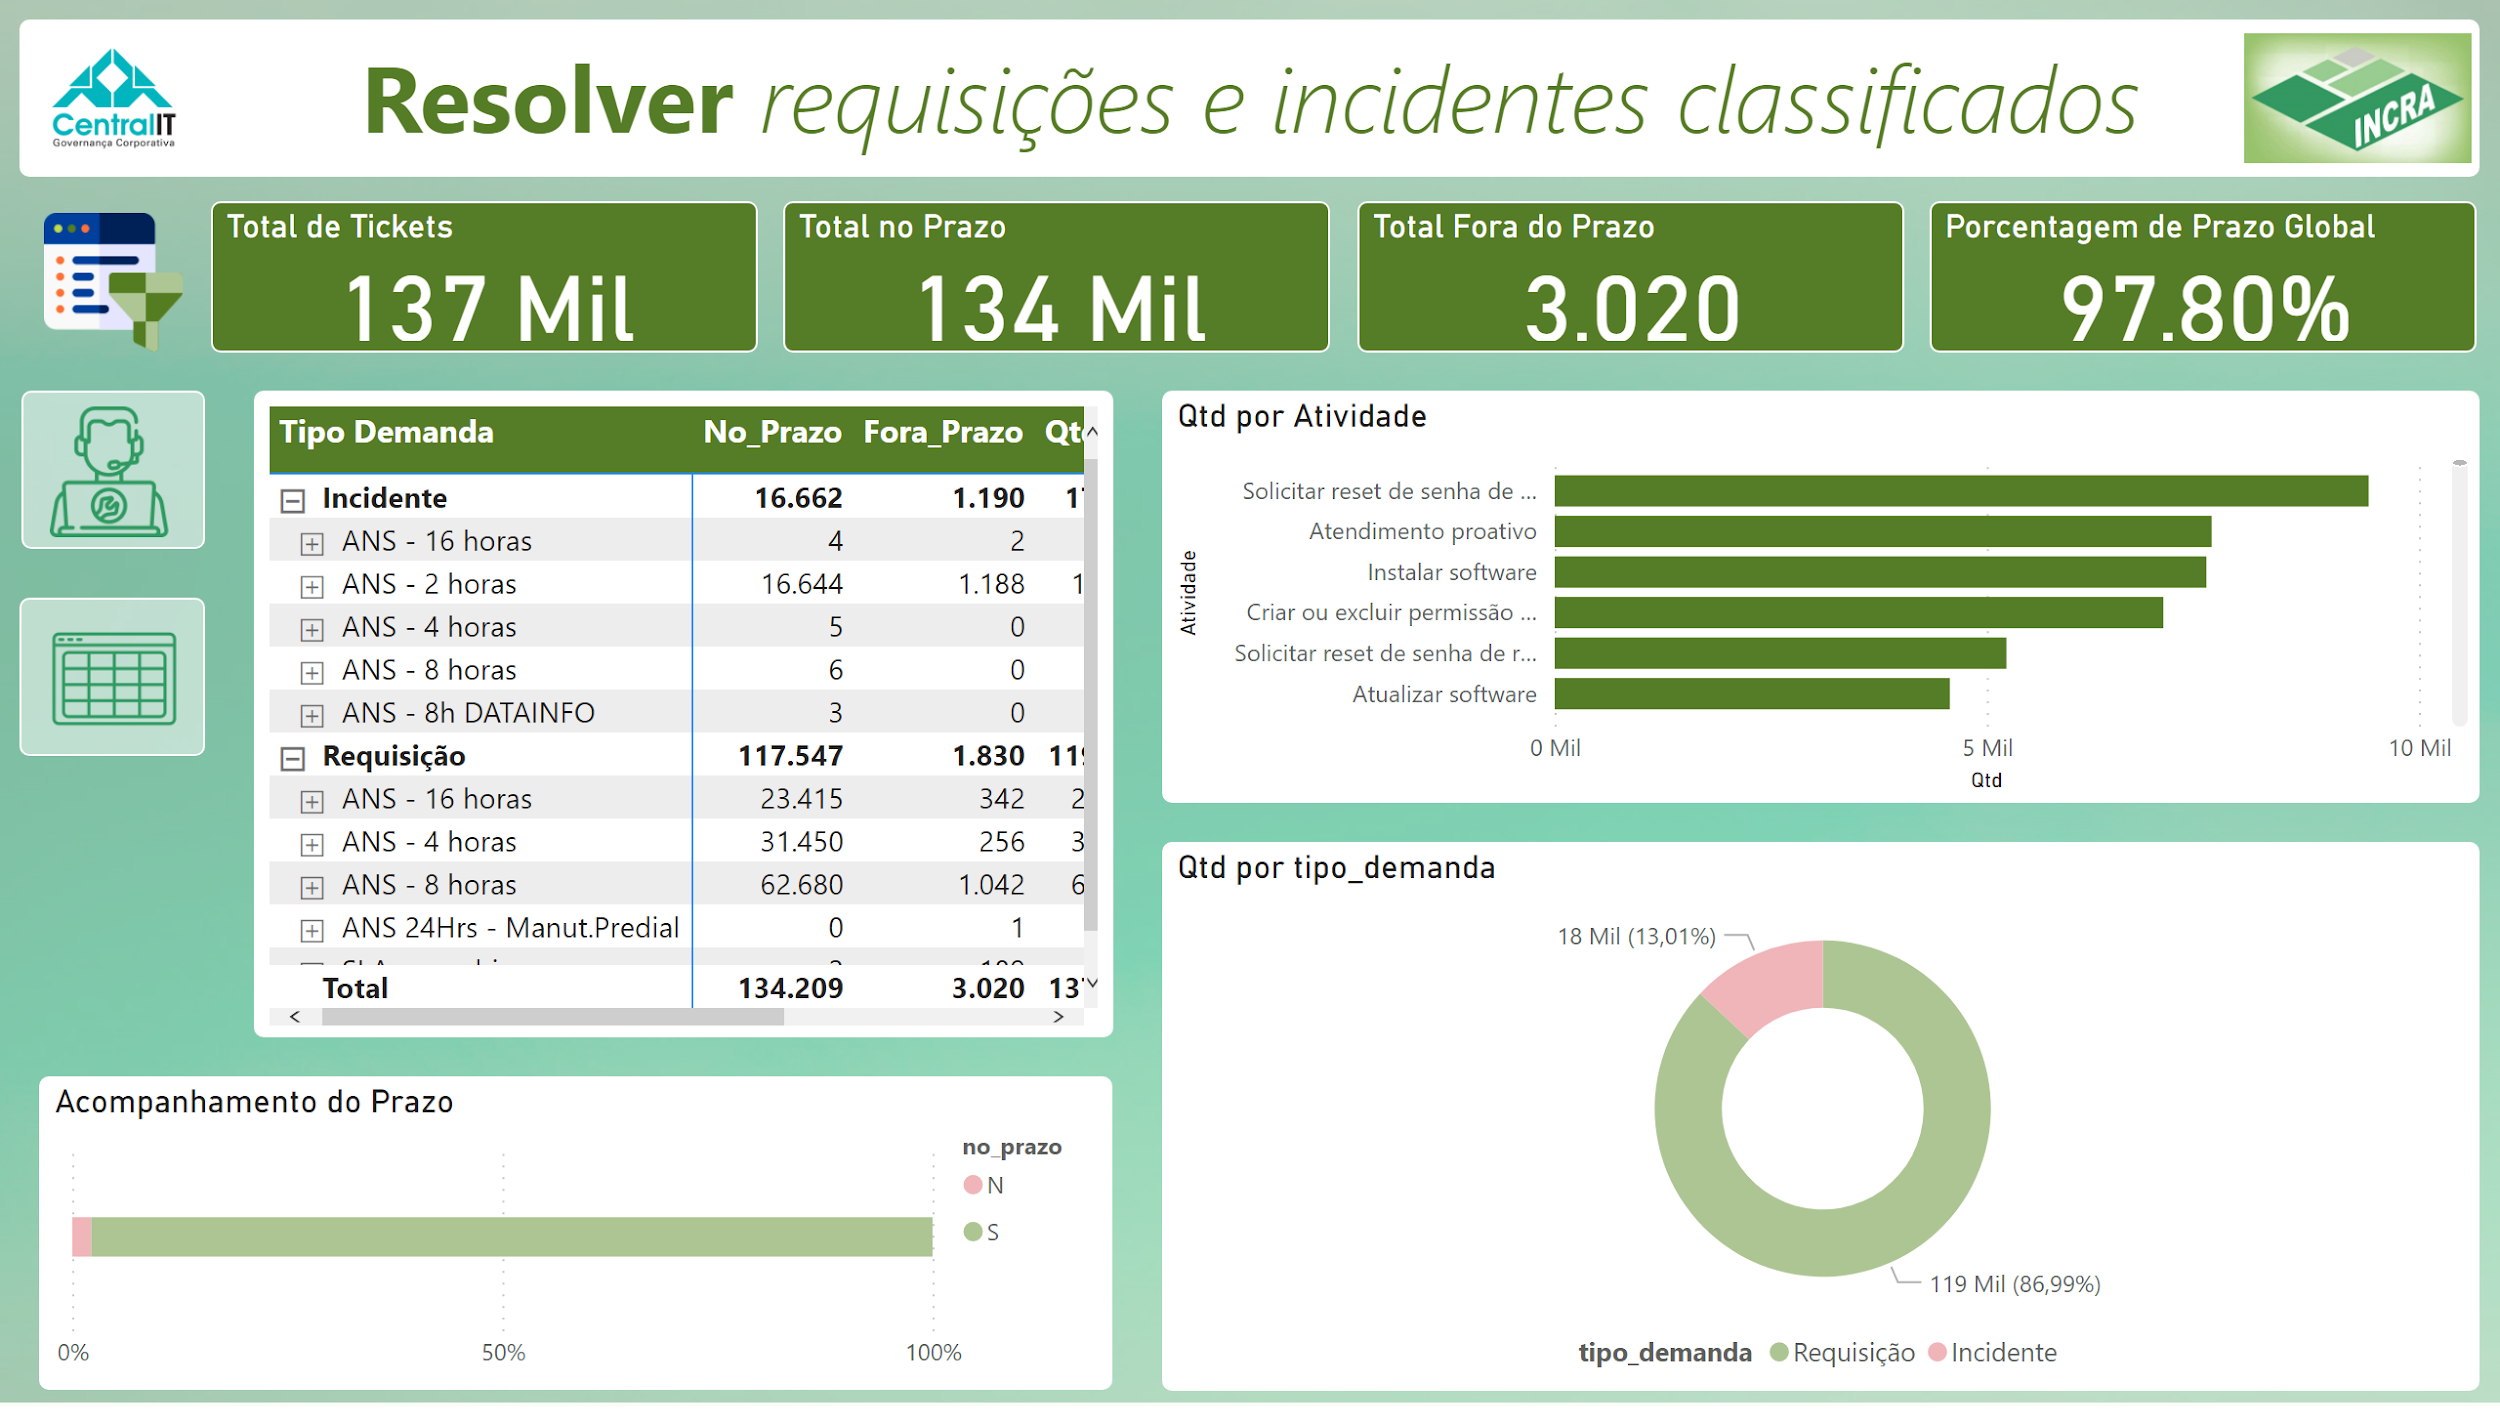 CentralIT
Governança Corporativa
Resolver requisições e incidentes classificados
INCRA
Total de Tickets
137 Mil
Total no Prazo
134 Mil
Total Fora do Prazo
3.020
Porcentagem de Prazo Global
97.80%
Tipo Demanda No_Prazo Fora_Prazo
Incidente 16.662 1.190
ANS - 16 horas 4 2
ANS - 2 horas 16.644 1.188
ANS - 4 horas 5 0
ANS - 8 horas 6 0
ANS - 8h DATAINFO 3 0
Requisição 117.547 1.830
ANS - 16 horas 23.415 342
ANS - 4 horas 31.450 256
ANS - 8 horas 62.680 1.042
ANS 24Hrs - Manut.Predial 0 1
Total 134.209 3.020
Qtd por Atividade
Atividade
Solicitar reset de senha de ...
Atendimento proativo
Instalar software
Criar ou excluir permissão ...
Solicitar reset de senha de r...
Atualizar software
0 Mil 5 Mil 10 Mil
Qtd
Qtd por tipo_demanda
18 Mil (13,01%)
119 Mil (86,99%)
tipo_demanda Requisição Incidente
Acompanhamento do Prazo
no_prazo
N
S
0% 50% 100%